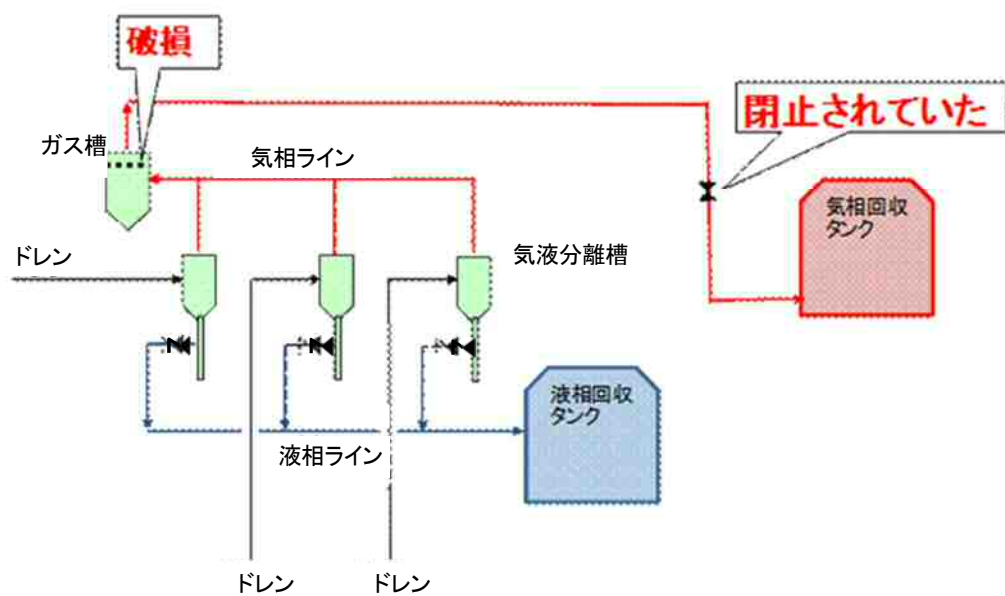 破損
閉止されていた
ガス槽
気相ライン
気相回収
タンク
ドレン
気液分離槽
液相回収
タンク
液相ライン
ドレン
ドレン